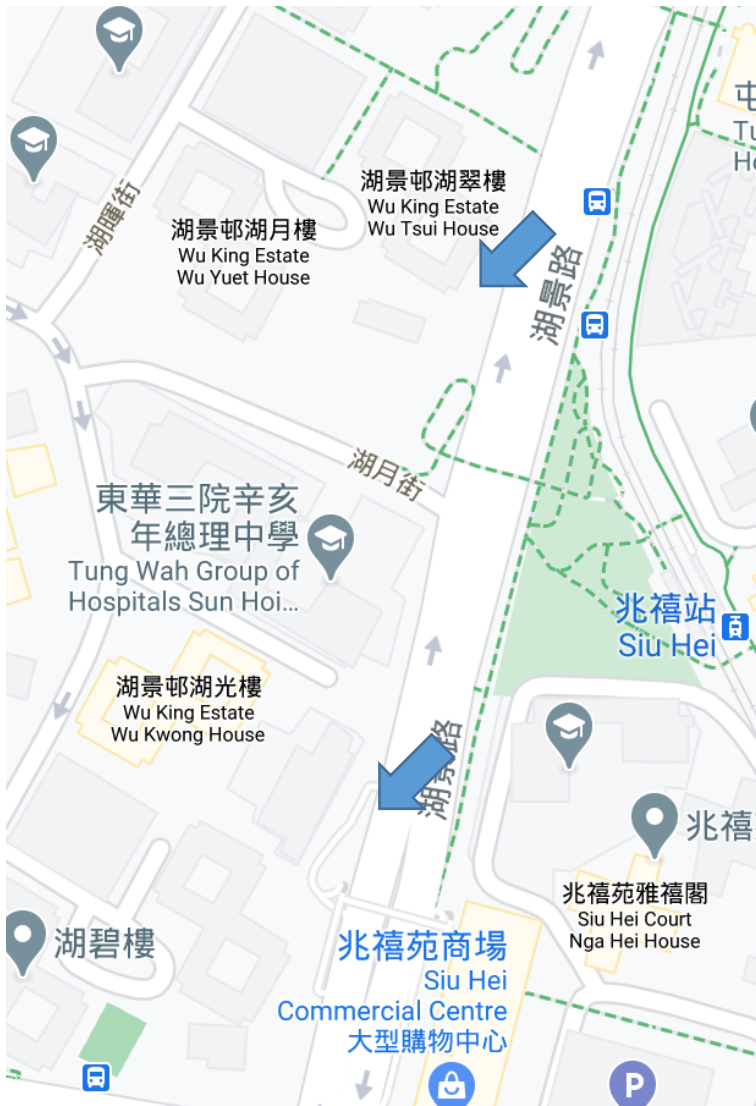 屯
Tu
He
湖暉街
湖景邨湖翠樓
Wu King Estate
Wu Tsui House
湖景邨湖月樓
Wu King Estate
Wu Yuet House
湖景路
湖月街
東華三院辛亥
年總理中學
Tung Wah Group of
Hospitals Sun Hoi...
兆禧站
Siu Hei
湖景邨湖光樓
Wu King Estate
Wu Kwong House
湖景路
兆禧
兆禧苑雅禧閣
Siu Hei Court
Nga Hei House
湖碧樓
兆禧苑商場
Siu Hei
Commercial Centre
大型購物中心
P